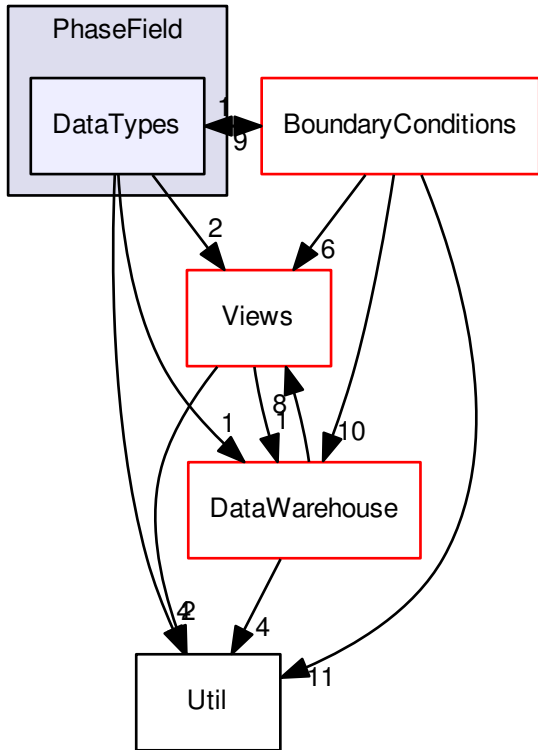 PhaseField
DataTypes
BoundaryConditions
1
9
2
6
Views
8
1
1
10
DataWarehouse
4
2
4
11
Util